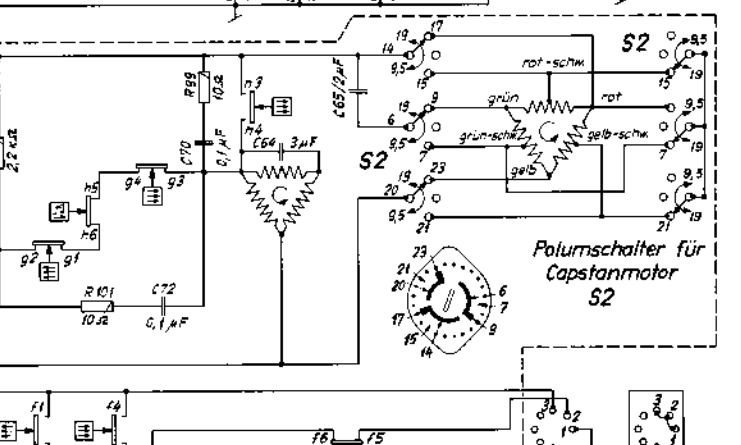 19 17
14
9,5
15
rot-schw.
S2
9,5
15 19
R99
10Ω
h3
h4
C65/2µF
19 9
6
9,5
7
grün
rot
grün-schw.
gelb-schw.
gelb
9,5
7 19
C70
0,1µF
C64 3µF
S2
2,2kΩ
h5
h6
g4 g3
19 23
20
9,5
21
9,5
21 19
g2 g1
Polumschalter für
Capstanmotor
S2
23
21
20
17
15
14
6
7
9
R101
10Ω
C72
0,1µF
f1
f4
f6 f5
3 2
1
3 2
1